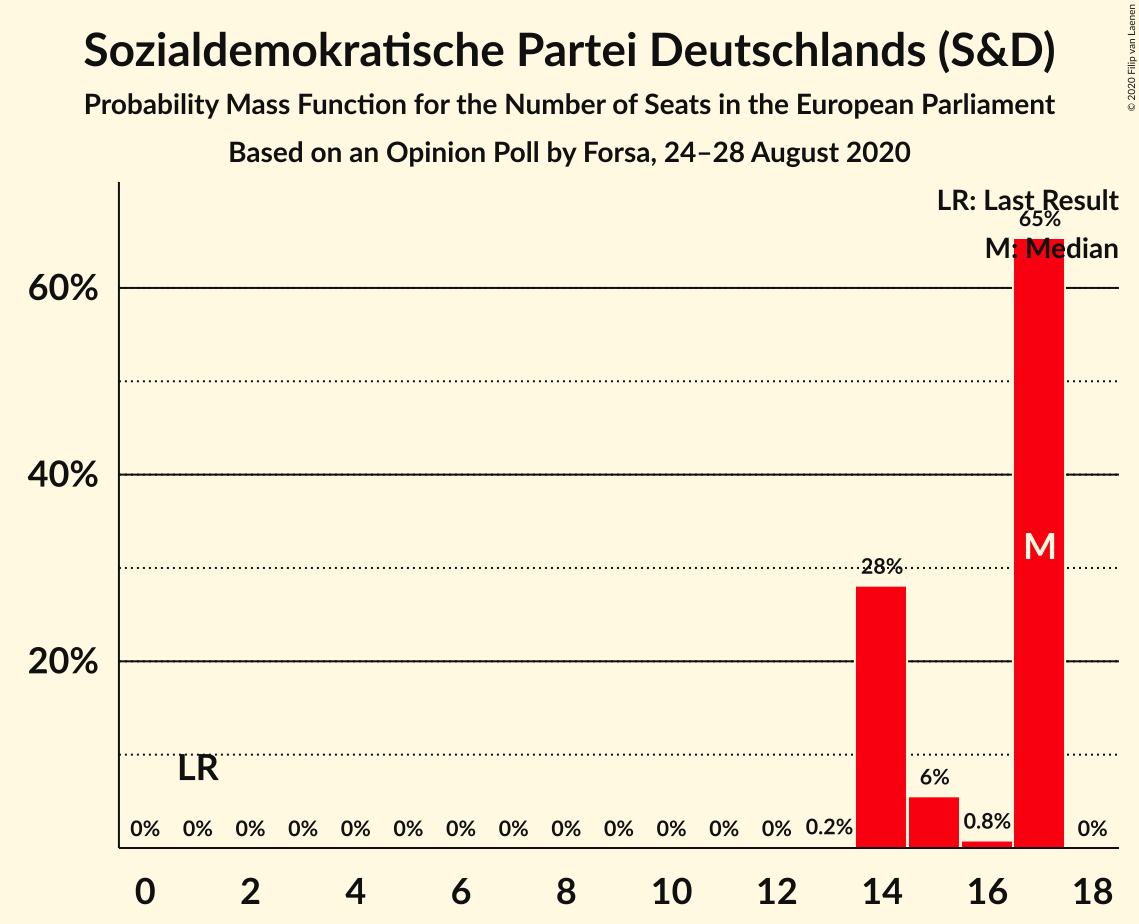 Sozialdemokratische Partei Deutschlands (S&D)
Probability Mass Function for the Number of Seats in the European Parliament
Based on an Opinion Poll by Forsa, 24–28 August 2020
© 2020 Filip van Laenen
LR: Last Result
M: Median
65%
60%
40%
20%
M
28%
LR
6%
0% 0% 0% 0% 0% 0% 0% 0% 0% 0% 0% 0% 0% 0.2% 0.8% 0%
0 2 4 6 8 10 12 14 16 18